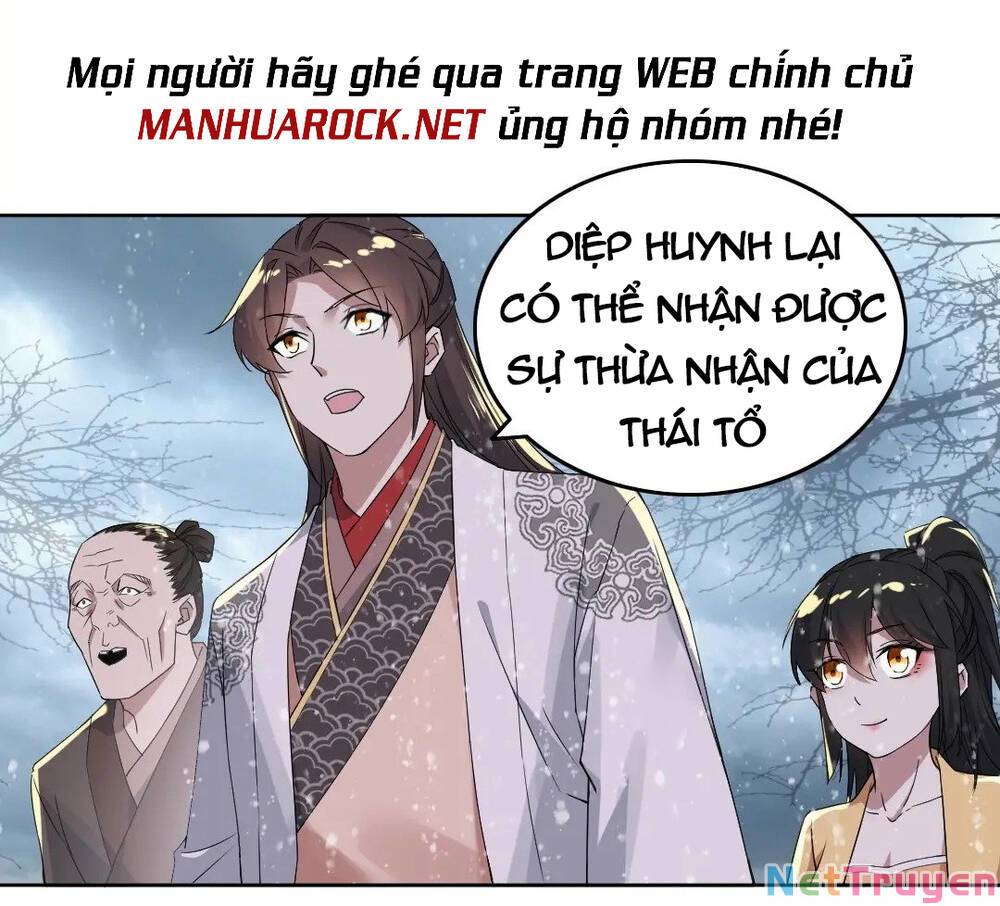 Mọi người hãy ghé qua trang WEB chính chủ
MANHUAROCK.NET ủng hộ nhóm nhé!
DIỆP HUYNH LẠI
CÓ THỂ NHẬN ĐƯỢC
SỰ THỪA NHẬN CỦA
THÁI TỔ
NetTruyen